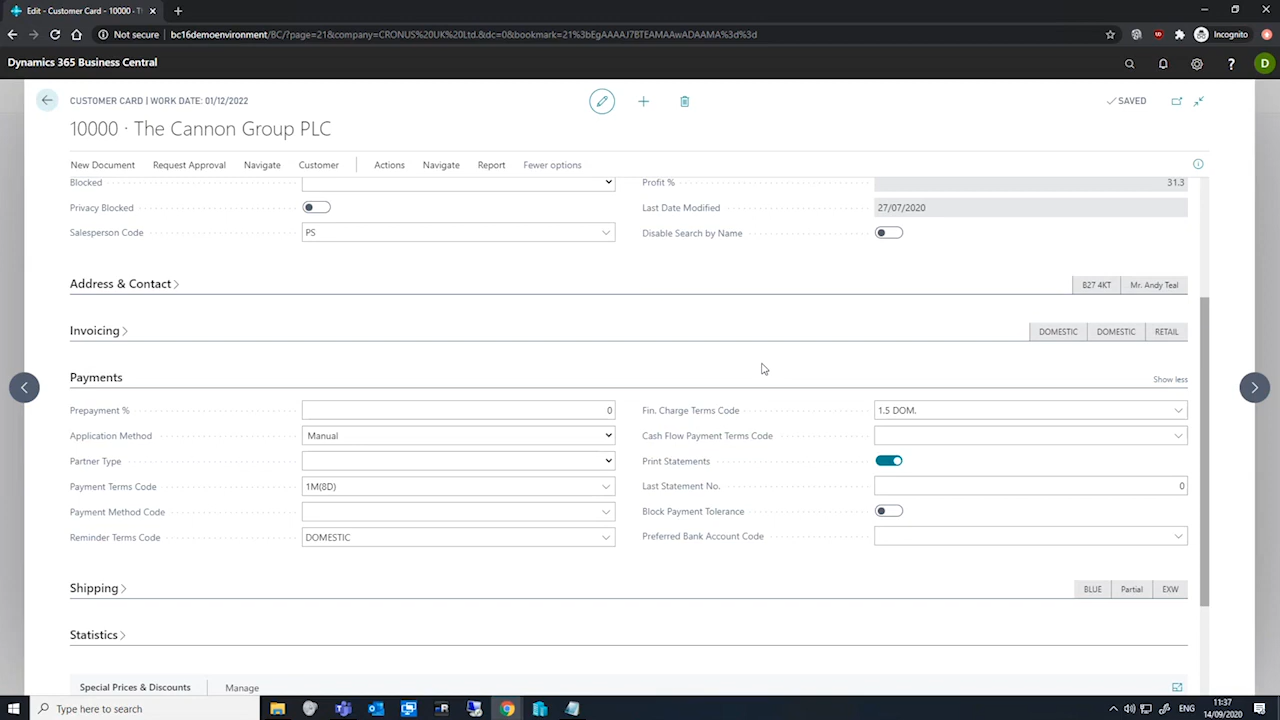 Edit - Customer Card - 10000 - Th
Not secure
bc16demoenvironment/BC/?page=21&company=CRONUS%20UK%20Ltd.&dc=0&bookmark=21%3bEgAAAAJ7BTEAMAAwADAAMA%3d%3d
Incognito
Dynamics 365 Business Central
D
CUSTOMER CARD | WORK DATE: 01/12/2022
SAVED
10000 · The Cannon Group PLC
New Document Request Approval Navigate Customer Actions Navigate Report Fewer options
Blocked
Profit % 31.3
Privacy Blocked
Last Date Modified 27/07/2020
Salesperson Code PS
Disable Search by Name
Address & Contact
B27 4KT Mr. Andy Teal
Invoicing
DOMESTIC DOMESTIC RETAIL
Payments
Show less
Prepayment % 0
Fin. Charge Terms Code 1.5 DOM.
Application Method Manual
Cash Flow Payment Terms Code
Partner Type
Print Statements
Payment Terms Code 1M(8D)
Last Statement No. 0
Payment Method Code
Block Payment Tolerance
Reminder Terms Code DOMESTIC
Preferred Bank Account Code
Shipping
BLUE Partial EXW
Statistics
Special Prices & Discounts Manage
Type here to search
ENG
11:37
14/09/2020